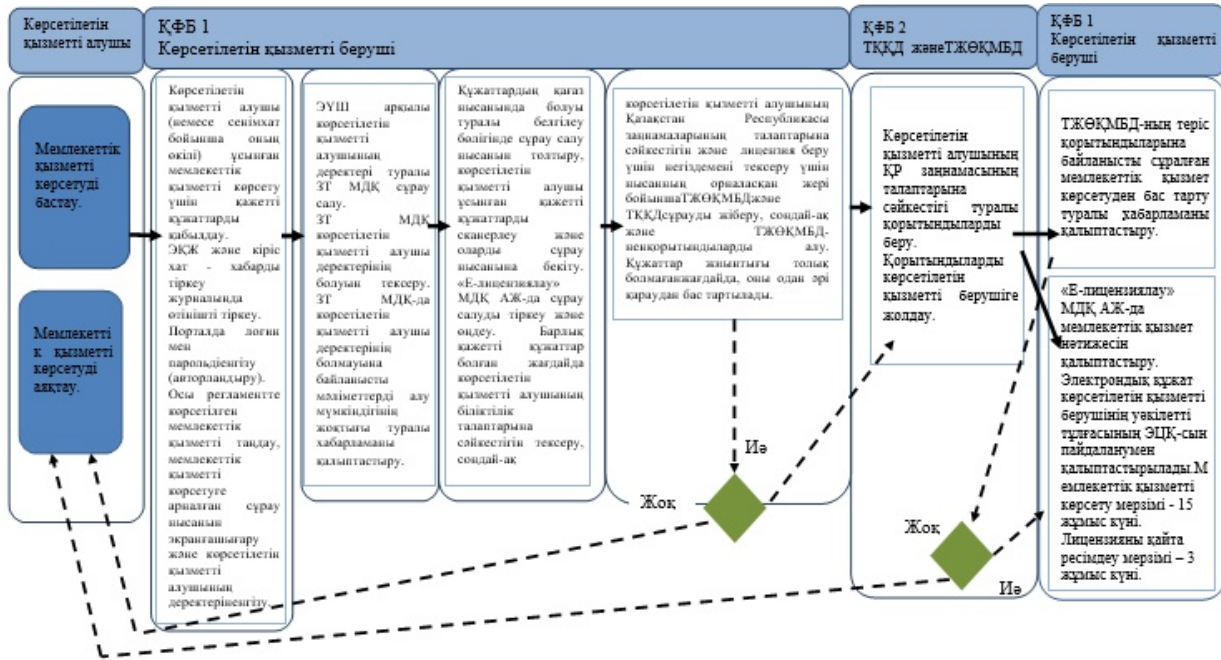 Көрсетілетін
қызметті алушы
ҚФБ 1
Көрсетілетін қызметті беруші
ҚФБ 2
ТҚҚД жәнеТЖӨҚМБД
ҚФБ 1
Көрсетілетін қызметті
беруші
Мемлекеттік
қызметті
көрсетуді
бастау.
Мемлекетті
к қызметті
көрсетуді
аяқтау.
Көрсетілетін
қызметті алушы
(немесе сенімхат
бойынша оның
өкілі) ұсынған
мемлекеттік
қызметті көрсету
үшін қажетті
құжаттарды
қабылдау.
ЭҚЖ және кіріс
хат - хабарды
тіркеу
журналында
өтінішті тіркеу.
Порталда логин
мен
парольдіенгізу
(авторландыру).
Осы регламентте
көрсетілген
мемлекеттік
қызметті таңдау,
мемлекеттік
қызметті
көрсетуге
арналған сұрау
нысанын
экранғашығару
және көрсетілетін
қызметті
алушының
деректеріненгізу.
ЭҮШ арқылы
көрсетілетін
қызметті
алушының
деректері туралы
ЗТ МДҚ сұрау
салу.
ЗТ МДҚ
көрсетілетін
қызметті алушы
деректерінің
болуын тексеру.
ЗТ МДҚ-да
көрсетілетін
қызметті алушы
деректерінің
болмауына
байланысты
мәліметтерді алу
мүмкіндігінің
жоқтығы туралы
хабарламаны
қалыптастыру.
Құжаттардың қағаз
нысанында болуы
туралы белгілеу
бөлігінде сұрау салу
нысанын толтыру,
көрсетілетін
қызметті алушы
ұсынған қажетті
құжаттарды
сканерлеу және
оларды сұрау
нысанына бекіту.
«Е-лицензиялау»
МДҚ АЖ-да сұрау
салуды тіркеу және
өңдеу. Барлық
қажетті құжаттар
болған жағдайда
көрсетілетін
қызметті алушының
біліктілік
талаптарына
сәйкестігін тексеру,
сондай-ақ
көрсетілетін қызметті алушының
Қазақстан Республикасы
заңнамаларының талаптарына
сәйкестігін және лицензия беру
үшін негіздемені тексеру үшін
нысанның орналасқан жері
бойыншаТЖӨҚМБДжәне
ТҚҚДсұрауды жіберу, сондай-ақ
және ТЖӨҚМБД-
ненқорытындыларды алу.
Құжаттар жиынтығы толық
болмағанжағдайда, оны одан әрі
қараудан бас тартылады.
Көрсетілетін
қызметті алушының
ҚР заңнамасының
талаптарына
сәйкестігі туралы
қорытындыларды
беру.
Қорытындыларды
көрсетілетін
қызметті берушіге
жолдау.
ТЖӨҚМБД-ның теріс
қорытындыларына
байланысты сұралған
мемлекеттік қызмет
көрсетуден бас тарту
туралы хабарламаны
қалыптастыру.
«Е-лицензиялау»
МДҚ АЖ-да
мемлекеттік қызмет
нәтижесін
қалыптастыру.
Электрондық құжат
көрсетілетін қызметті
берушінің уәкілетті
тұлғасының ЭЦҚ-сын
пайдаланумен
қалыптастырылады.М
емлекеттік қызметті
көрсету мерзімі - 15
жұмыс күні.
Лицензияны қайта
ресімдеу мерзімі – 3
жұмыс күні.
Иә
Жоқ
Жоқ
Иә